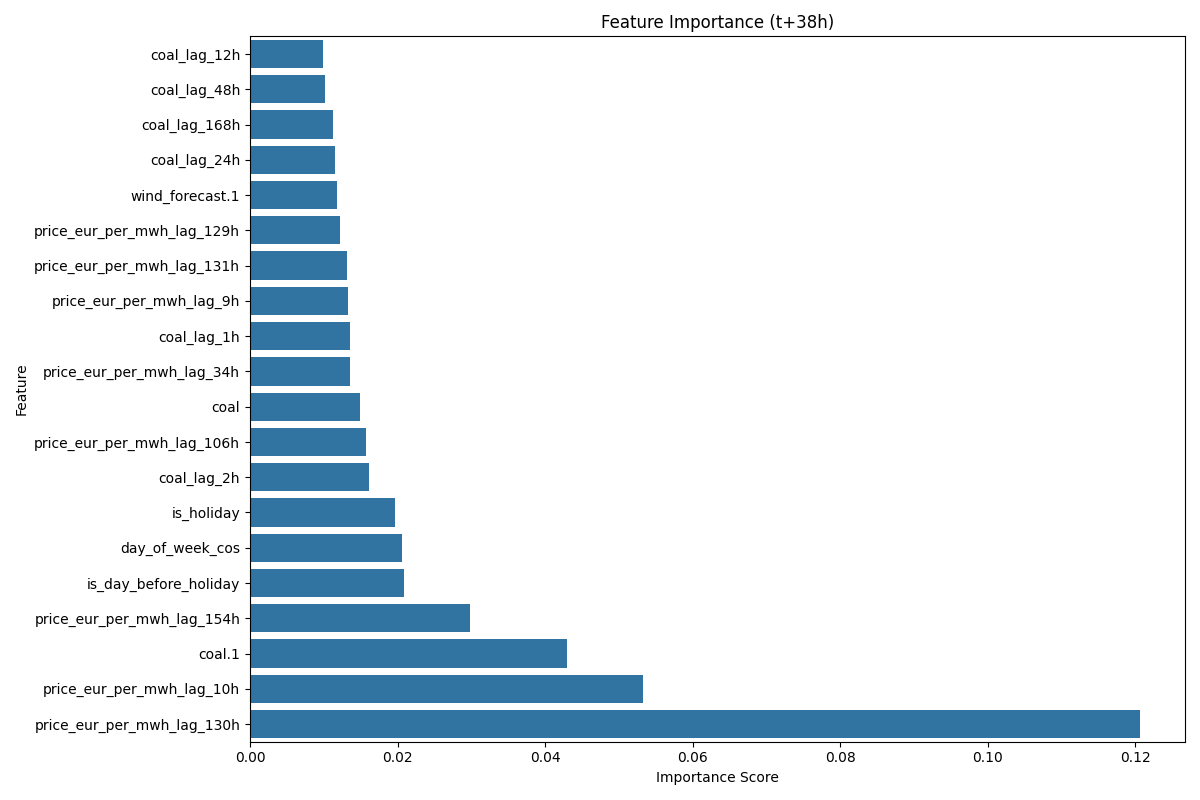 Feature Importance (t+38h)
coal_lag_12h
coal_lag_48h
coal_lag_168h
coal_lag_24h
wind_forecast.1
price_eur_per_mwh_lag_129h
price_eur_per_mwh_lag_131h
price_eur_per_mwh_lag_9h
coal_lag_1h
price_eur_per_mwh_lag_34h
coal
price_eur_per_mwh_lag_106h
coal_lag_2h
is_holiday
day_of_week_cos
is_day_before_holiday
price_eur_per_mwh_lag_154h
coal.1
price_eur_per_mwh_lag_10h
price_eur_per_mwh_lag_130h
Feature
0.00 0.02 0.04 0.06 0.08 0.10 0.12
Importance Score